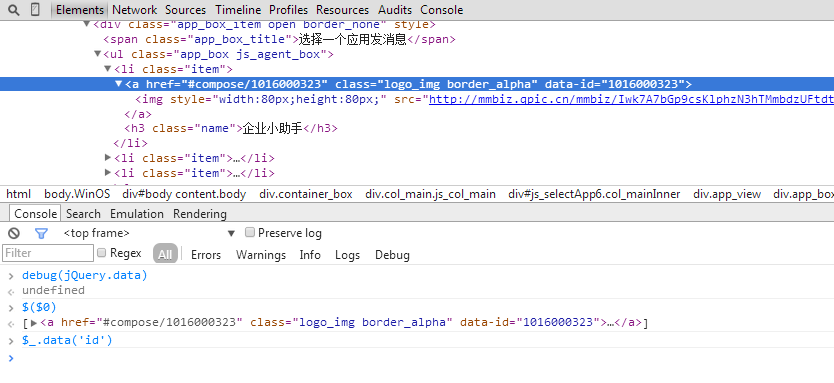 Elements Network Sources Timeline Profiles Resources Audits Console
▼<div class="app_box_item open border_none" style>
<span class="app_box_title">选择一个应用发消息</span>
▼<ul class="app_box js_agent_box">
▼<li class="item">
▼<a href="#compose/1016000323" class="logo_img border_alpha" data-id="1016000323">
<img style="width:80px;height:80px;" src="http://mmbiz.qpic.cn/mmbiz/
</a>
<h3 class="name">企业小助手</h3>
</li>
▶<li class="item">…</li>
▶<li class="item">…</li>
html body.WinOS div#body content.body div.container_box div.col_main.js_col_main div#js_selectApp6.col_mainInner div.app_view div.app_box
Console Search Emulation Rendering
<top frame> ▼ Preserve log
Filter Regex All Errors Warnings Info Logs Debug
> debug(jQuery.data)
< undefined
> $($0)
< [▶<a href="#compose/1016000323" class="logo_img border_alpha" data-id="1016000323">…</a>]
> $_.data('id')
>